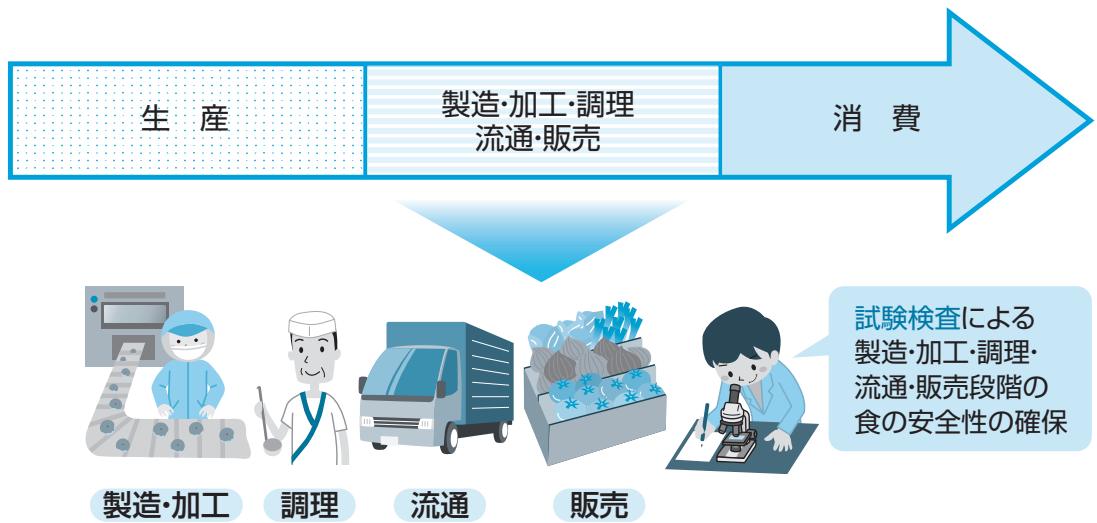 生　産
製造・加工・調理
流通・販売
消　費
試験検査による
製造・加工・調理・
流通・販売段階の
食の安全性の確保
製造・加工
調理
流通
販売